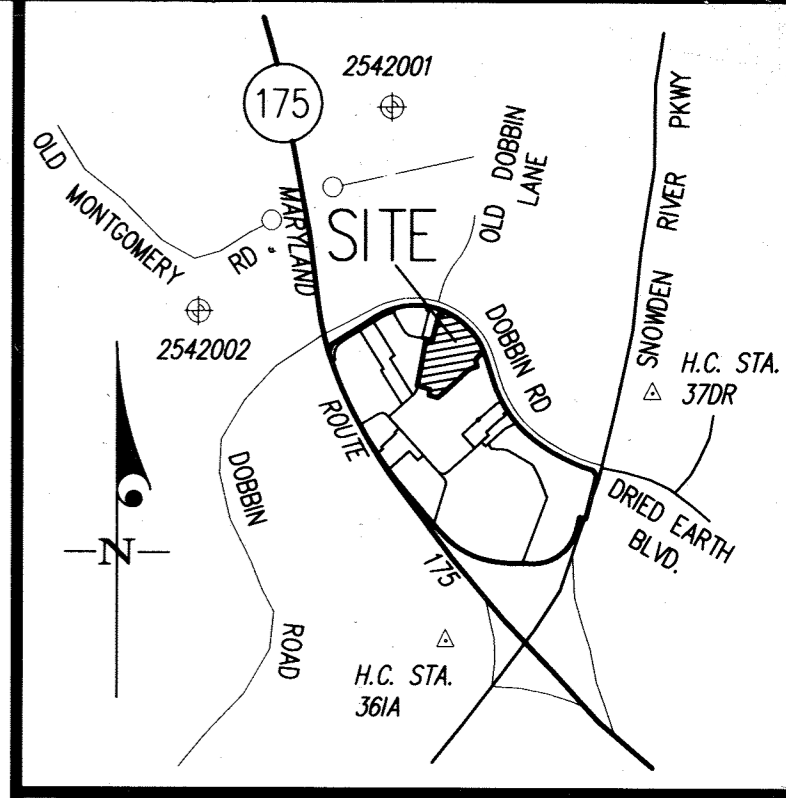 2542001
175
OLD MONTGOMERY RD.
MARYLAND
OLD DOBBIN
LANE
SNOWDEN RIVER PKWY
SITE
2542002
DOBBIN RD
H.C. STA.
37DR
ROUTE
DOBBIN
DRIED EARTH
BLVD.
N
175
ROAD
H.C. STA.
361A